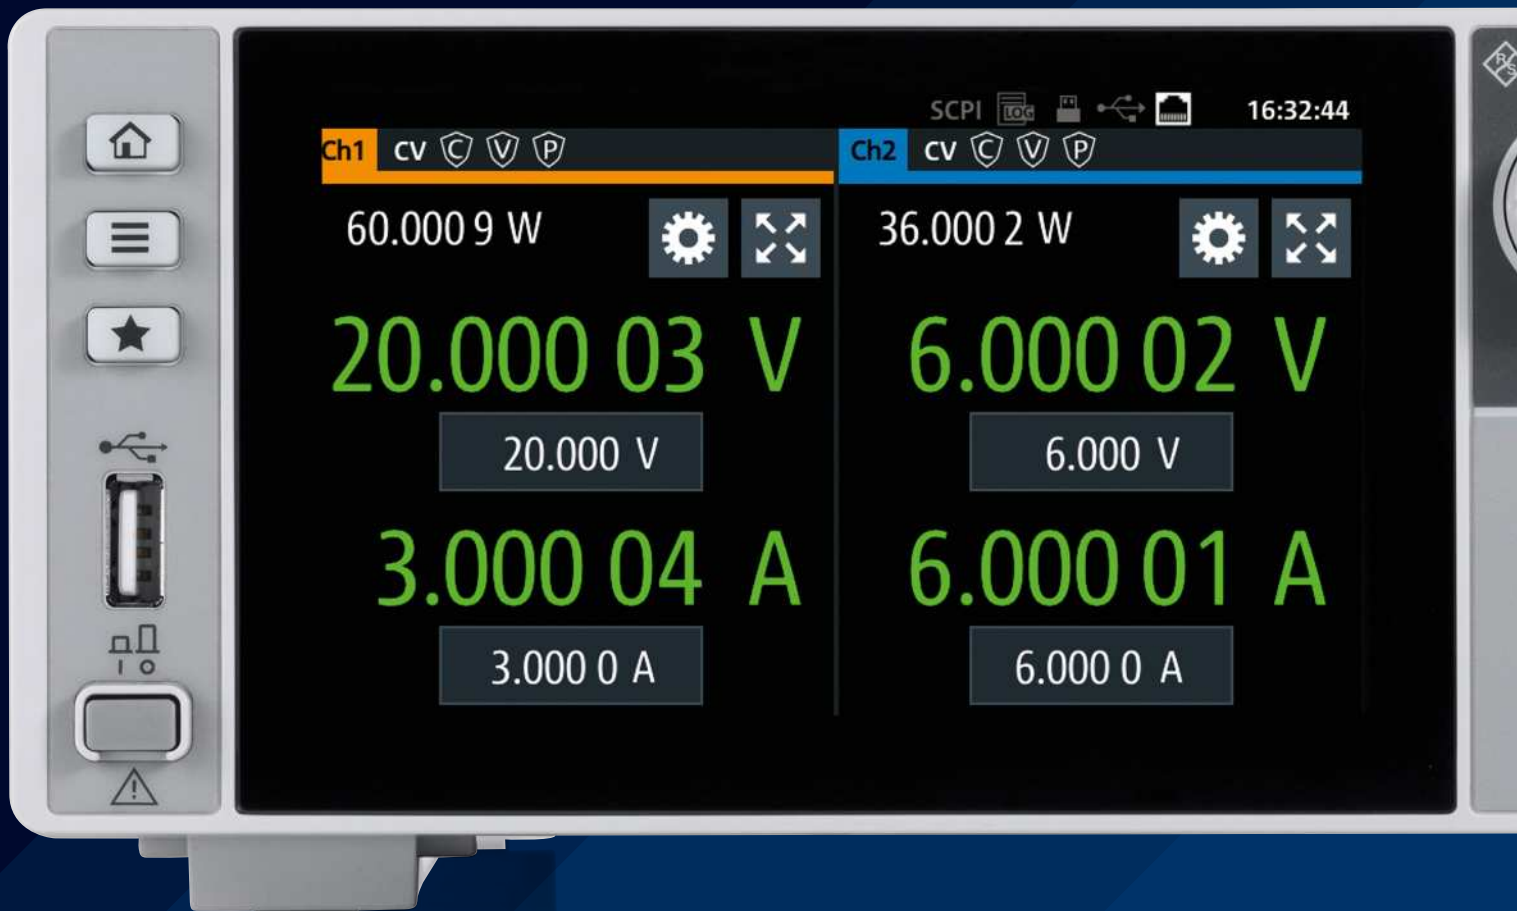 SCPI LOG 16:32:44
Ch1 CV C V P
Ch2 CV C V P
60.000 9 W
36.000 2 W
20.000 03 V
6.000 02 V
20.000 V
6.000 V
3.000 04 A
6.000 01 A
3.000 0 A
6.000 0 A
I O
R&S